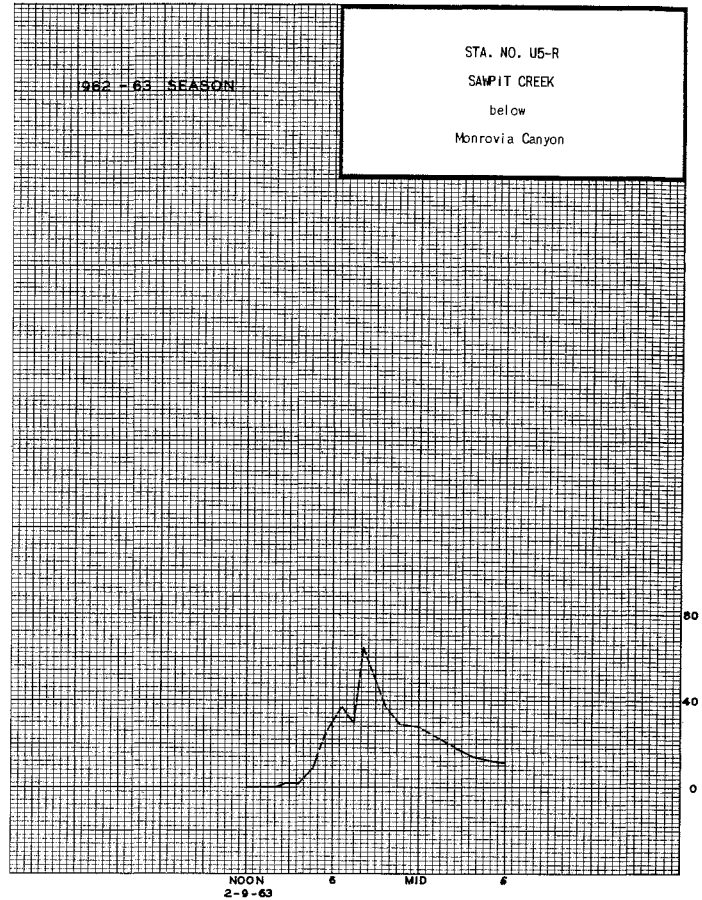 STA. NO. U5-R
SAWPIT CREEK
below
Monrovia Canyon
1962 - 63 SEASON
80
40
0
NOON 6 MID 6
2-9-63